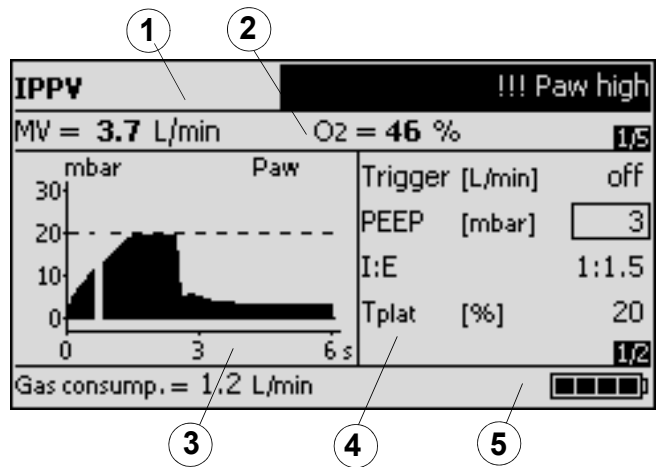 1 2
IPPV !!! Paw high
MV = 3.7 L/min O2 = 46 % 1/5
mbar Paw
30
20
10
0
0 3 6 s
Trigger [L/min] off
PEEP [mbar] 3
I:E 1:1.5
Tplat [%] 20
1/2
Gas consump. = 1.2 L/min
3 4 5